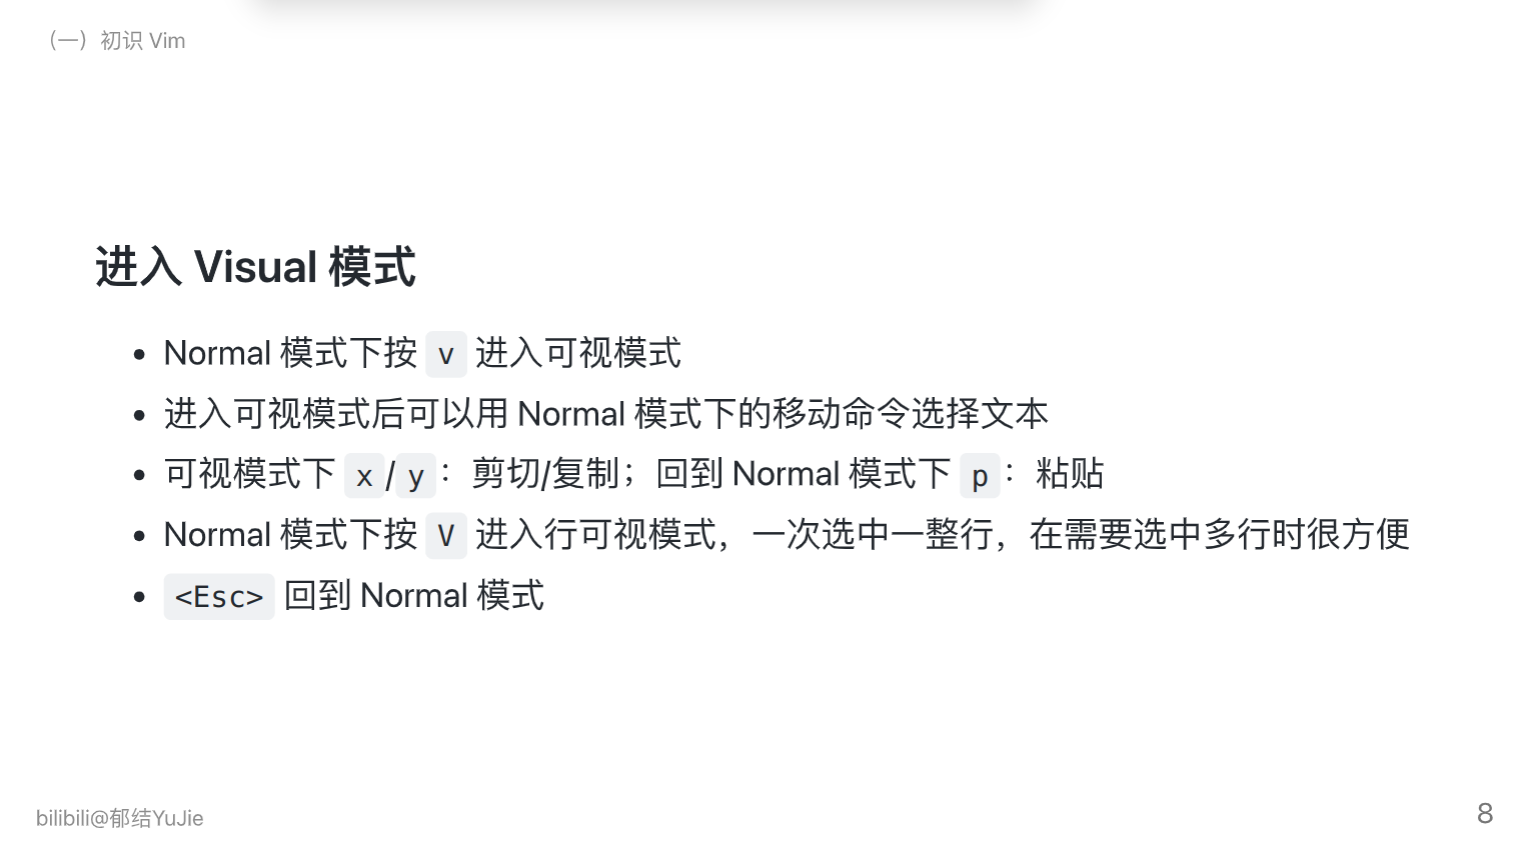 （一）初识 Vim
进入 Visual 模式
Normal 模式下按 v 进入可视模式
进入可视模式后可以用 Normal 模式下的移动命令选择文本
可视模式下 x/y：剪切/复制；回到 Normal 模式下 p：粘贴
Normal 模式下按 V 进入行可视模式，一次选中一整行，在需要选中多行时很方便
<Esc> 回到 Normal 模式
bilibili@郁结YuJie
8